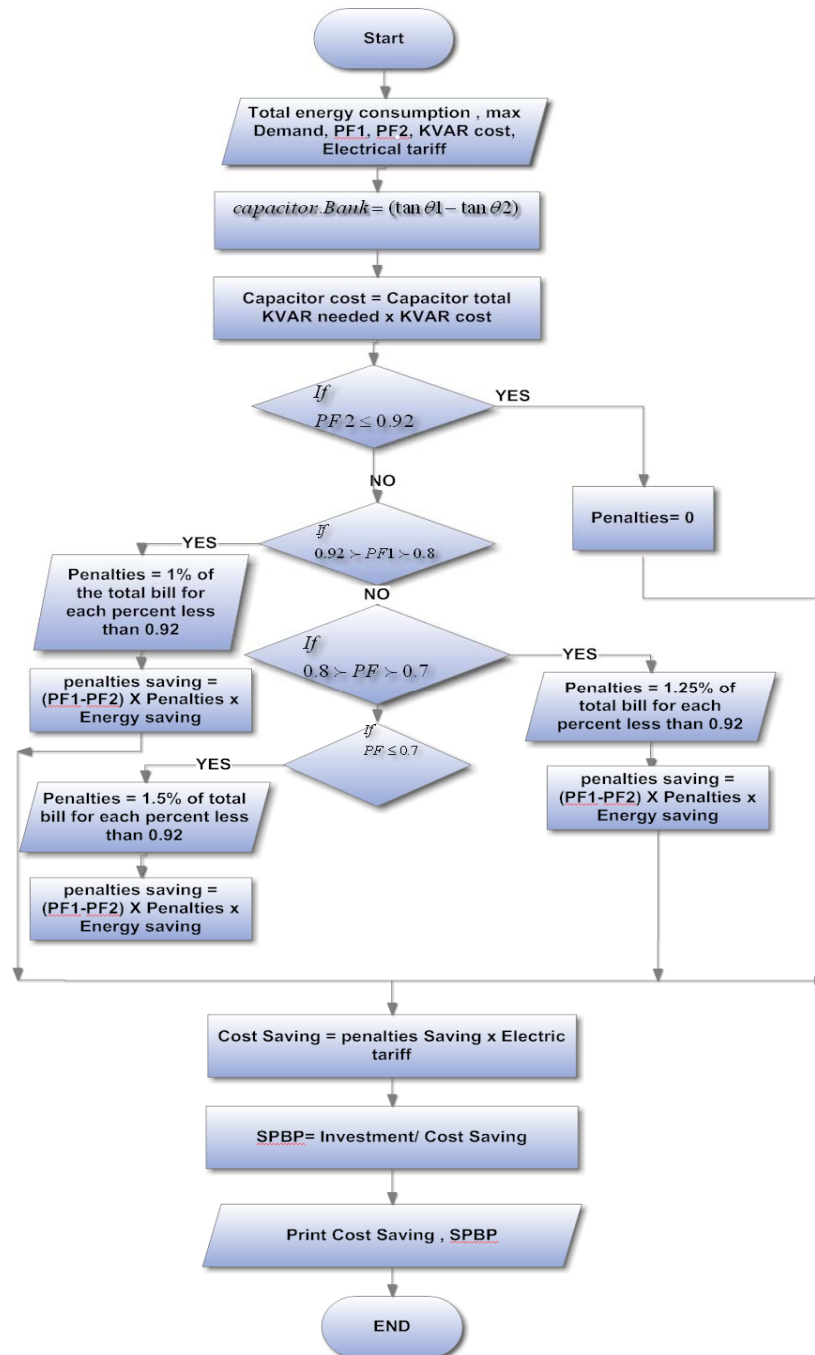 Start
Total energy consumption , max
Demand, PF1, PF2, KVAR cost,
Electrical tariff
capacitor.Bank = (tan θ1 − tan θ2)
Capacitor cost = Capacitor total
KVAR needed x KVAR cost
If
PF 2 ≤ 0.92
YES
NO
Penalties= 0
If
0.92 ≻ PF1 ≻ 0.8
YES
NO
Penalties = 1% of
the total bill for
each percent less
than 0.92
penalties saving =
(PF1-PF2) X Penalties x
Energy saving
If
0.8 ≻ PF ≻ 0.7
YES
Penalties = 1.25% of
total bill for each
percent less than 0.92
penalties saving =
(PF1-PF2) X Penalties x
Energy saving
If
PF ≤ 0.7
YES
Penalties = 1.5% of total
bill for each percent less
than 0.92
penalties saving =
(PF1-PF2) X Penalties x
Energy saving
Cost Saving = penalties Saving x Electric
tariff
SPBP= Investment/ Cost Saving
Print Cost Saving , SPBP
END